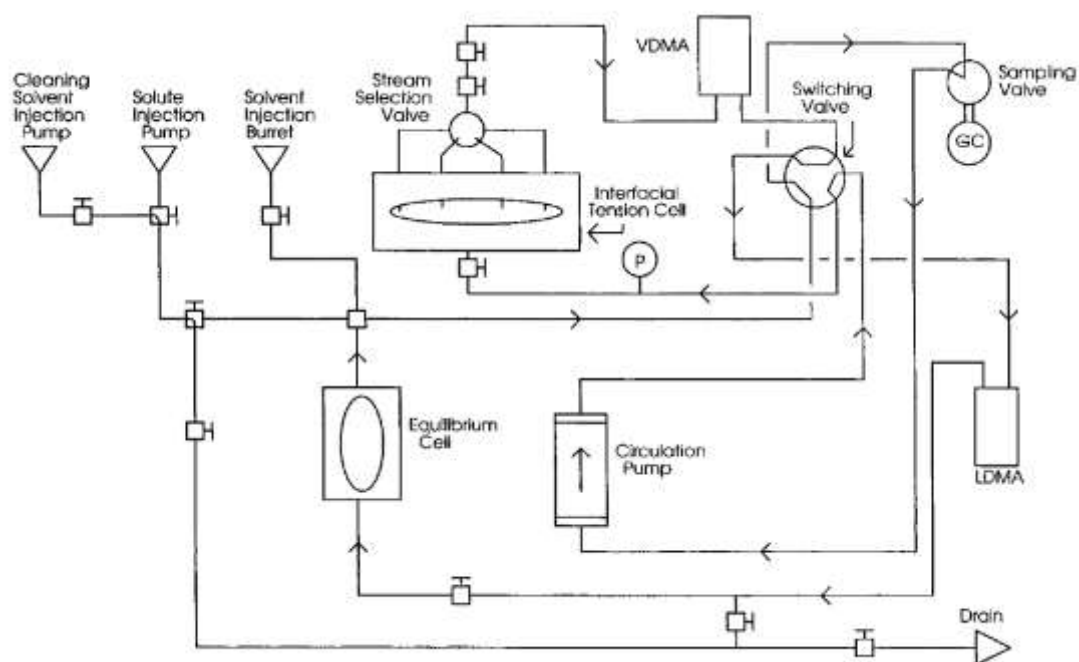 Cleaning
Solvent
Injection
Pump
Solute
Injection
Pump
Solvent
Injection
Burret
Stream
Selection
Valve
VDMA
Switching
Valve
Sampling
Valve
GC
Interfacial
Tension Cell
P
Equilibrium
Cell
Circulation
Pump
LDMA
Drain